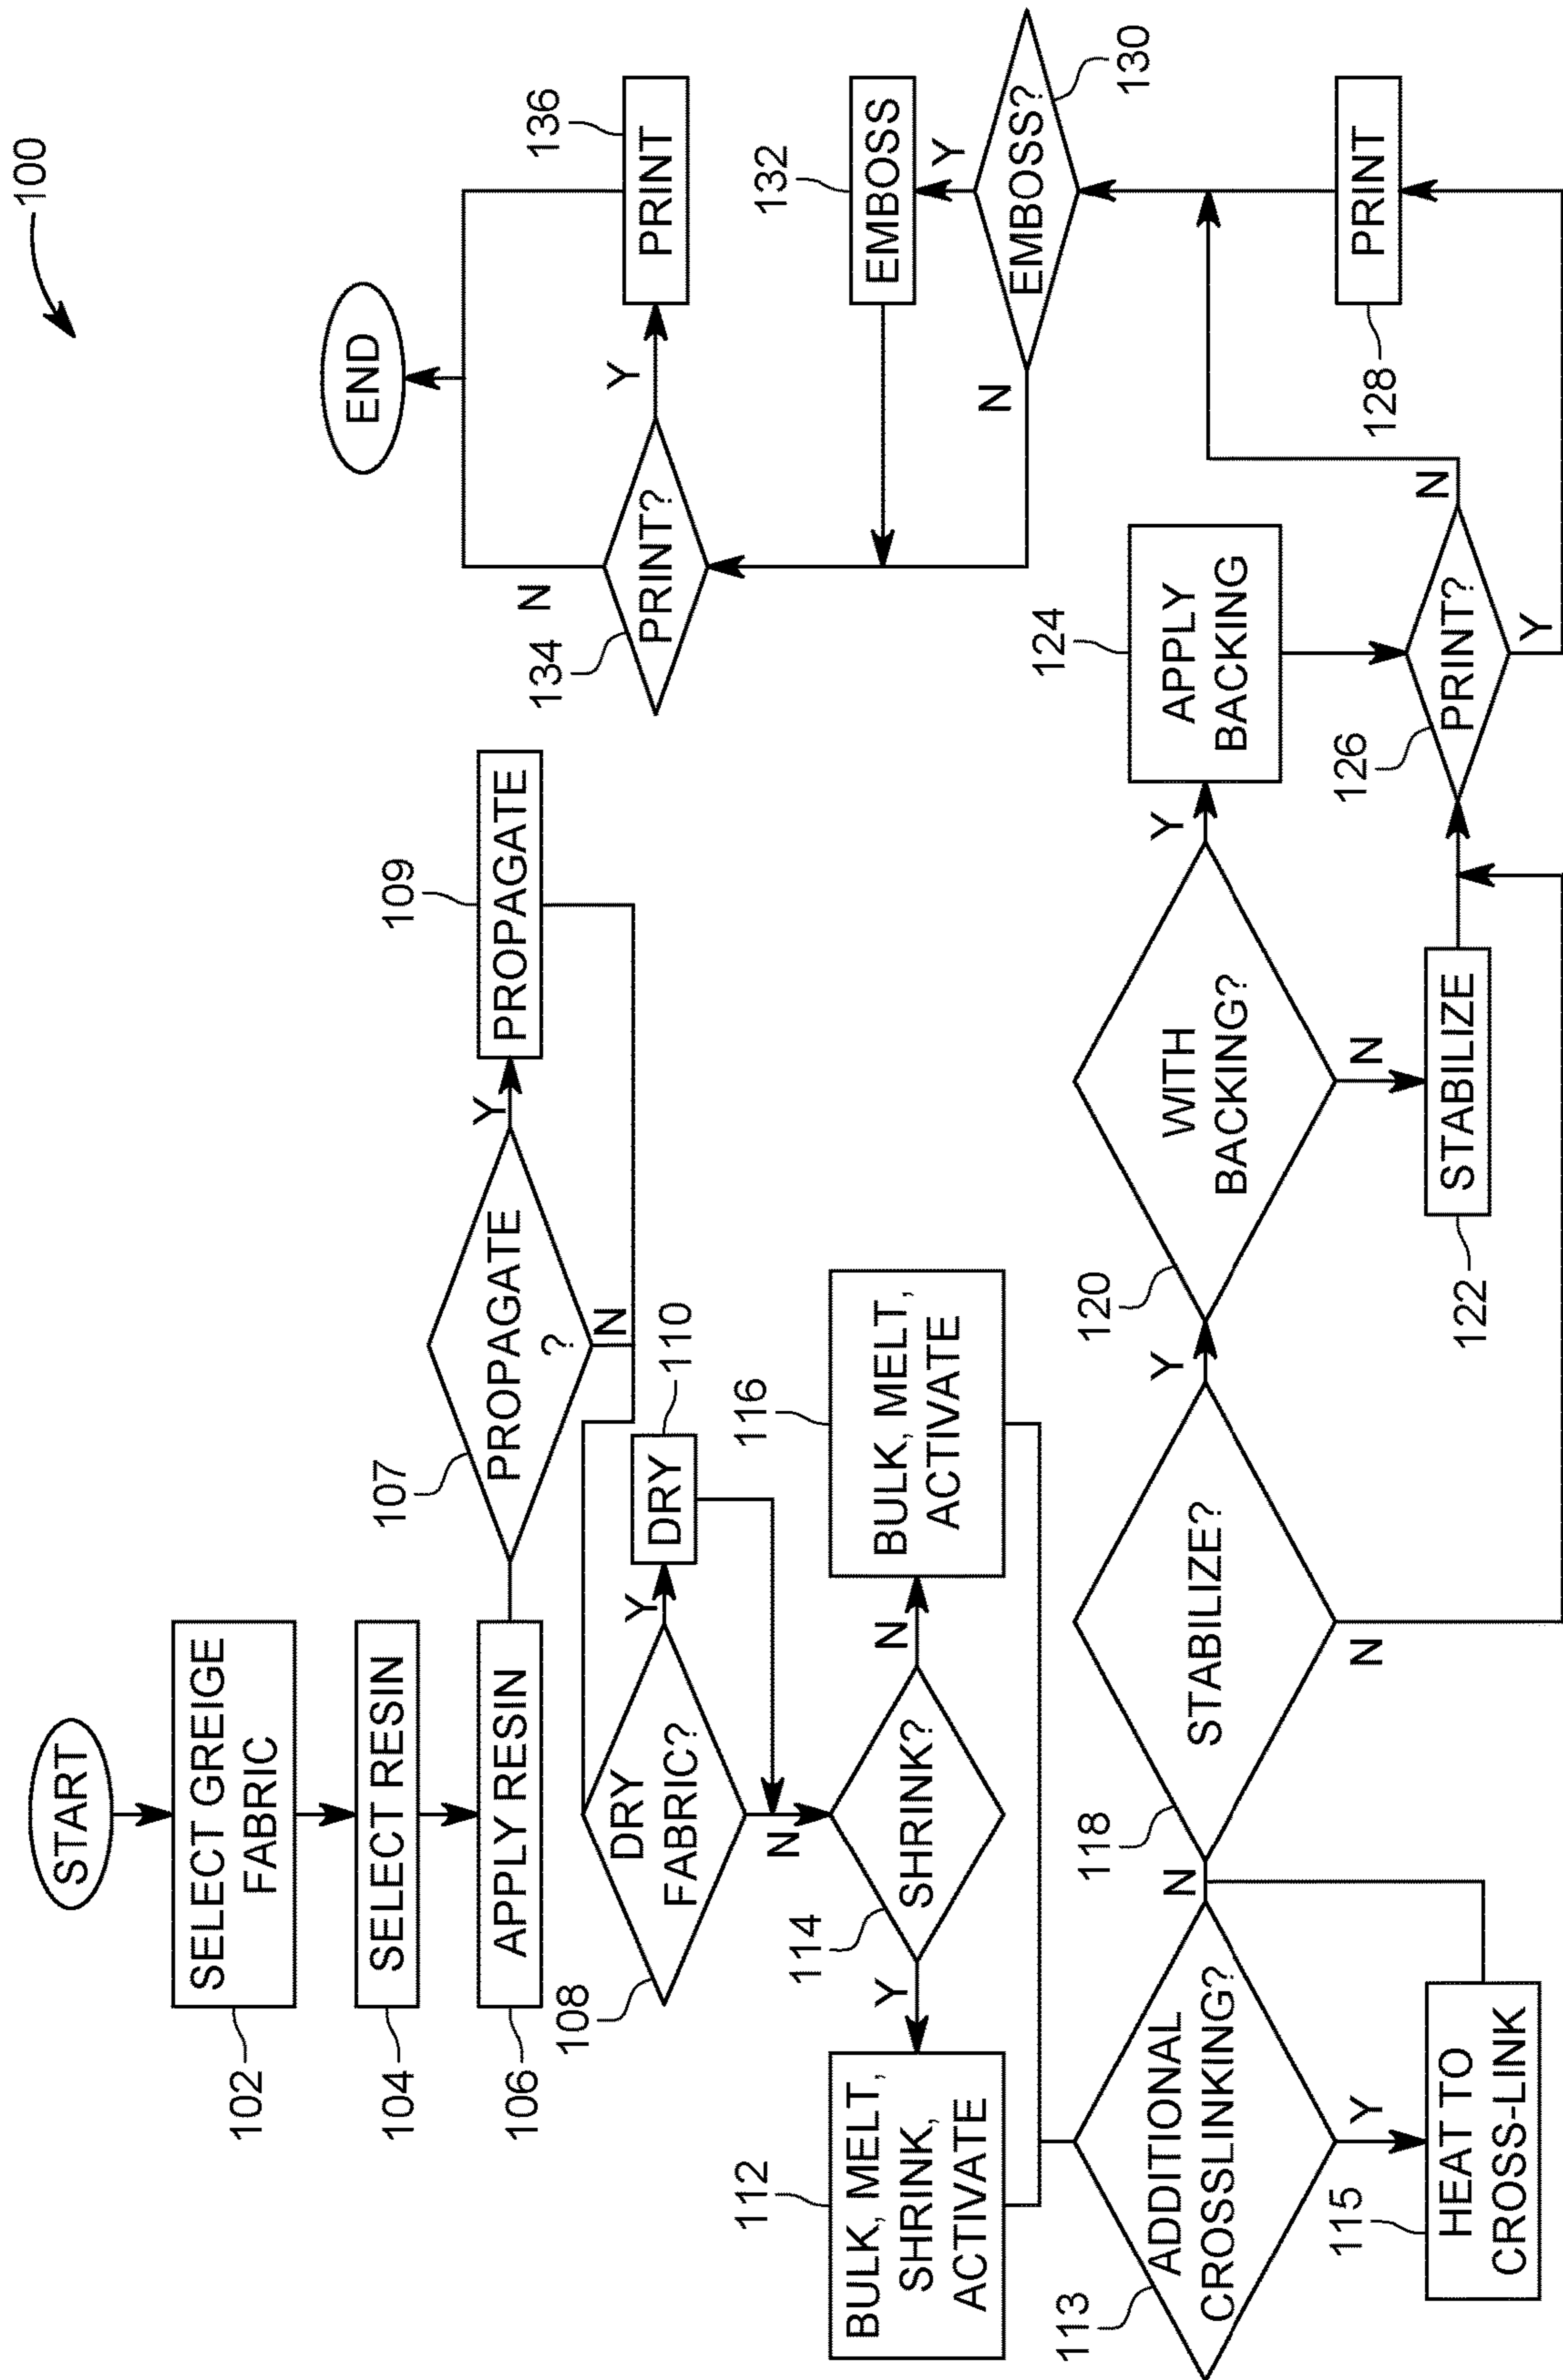 100
START
SELECT GREIGE
FABRIC
102
SELECT RESIN
104
APPLY RESIN
106
PROPAGATE
?
107
Y
N
PROPAGATE
109
DRY
FABRIC?
108
Y
N
DRY
110
SHRINK?
114
Y
N
BULK, MELT,
SHRINK,
ACTIVATE
112
BULK, MELT,
ACTIVATE
116
ADDITIONAL
CROSSLINKING?
113
Y
N
HEAT TO
CROSS-LINK
115
STABILIZE?
118
Y
N
WITH
BACKING?
120
Y
N
STABILIZE
122
APPLY
BACKING
124
PRINT?
126
Y
N
PRINT
128
EMBOSS?
130
Y
N
EMBOSS
132
PRINT?
134
Y
N
PRINT
136
END